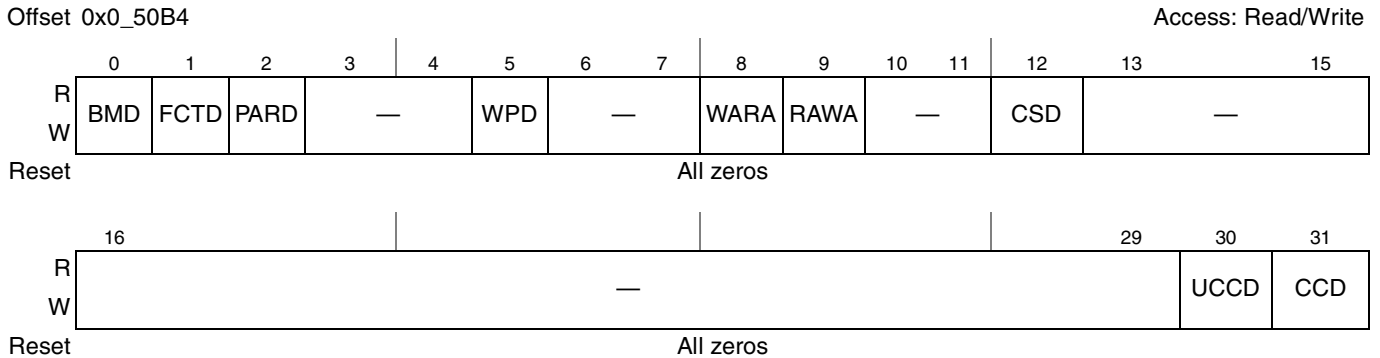 Offset 0x0_50B4 Access: Read/Write
0 1 2 3 4 5 6 7 8 9 10 11 12 13 15
R
BMD FCTD PARD — WPD — WARA RAWA — CSD —
W
Reset All zeros
16 29 30 31
R
— UCCD CCD
W
Reset All zeros